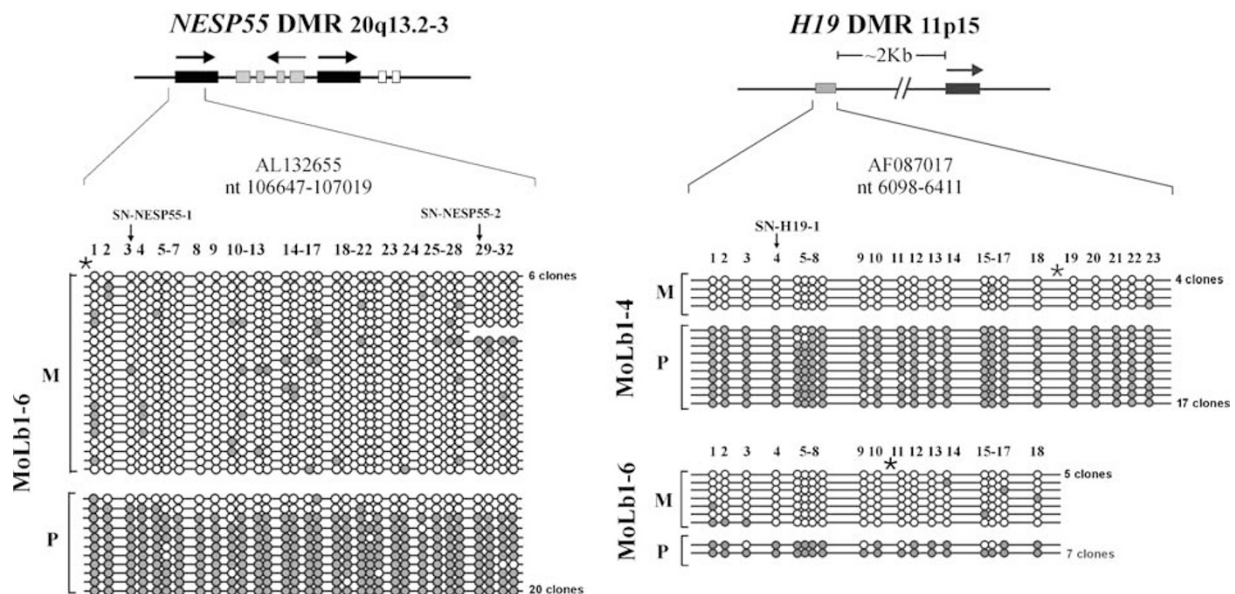 NESP55 DMR 20q13.2-3
AL132655
nt 106647-107019
SN-NESP55-1
SN-NESP55-2
1 2 3 4 5-7 8 9 10-13 14-17 18-22 23 24 25-28 29-32
*
6 clones
M
MoLb1-6
P
20 clones
H19 DMR 11p15
~2Kb
AF087017
nt 6098-6411
SN-H19-1
1 2 3 4 5-8 9 10 11 12 13 14 15-17 18 19 20 21 22 23
*
4 clones
M
MoLb1-4
P
17 clones
1 2 3 4 5-8 9 10 11 12 13 14 15-17 18
*
5 clones
M
MoLb1-6
P
7 clones